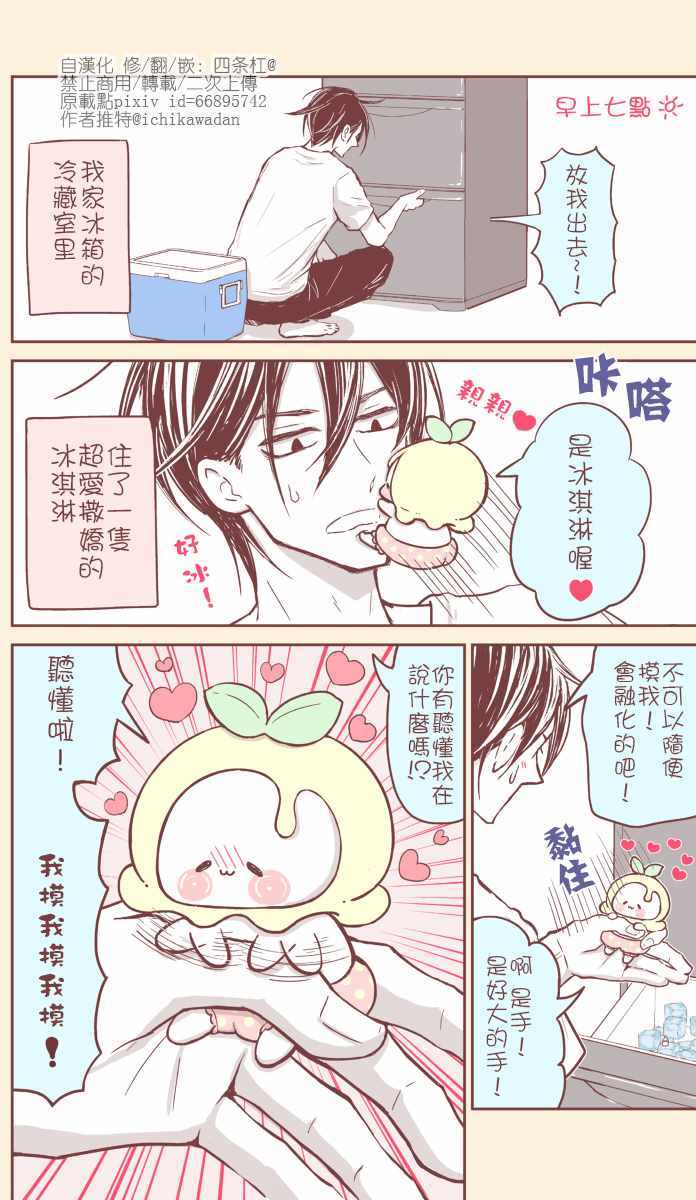 自漢化 修/翻/嵌: 四条杠@
禁止商用/轉載/二次上傳
原載點pixiv id=66895742
作者推特@ichikawadan
早上七點
放我出去~!
我家冰箱的
冷藏室里
咔嗒
親親♥
是冰淇淋喔♥
住了一隻
超愛撒嬌的
冰淇淋
好冰!
不可以隨便
摸我!
會融化的吧!
黏住
啊 是手!
是好大的手!
你有聽懂我在
說什麼嗎!?
聽懂啦!
我摸我摸我摸!